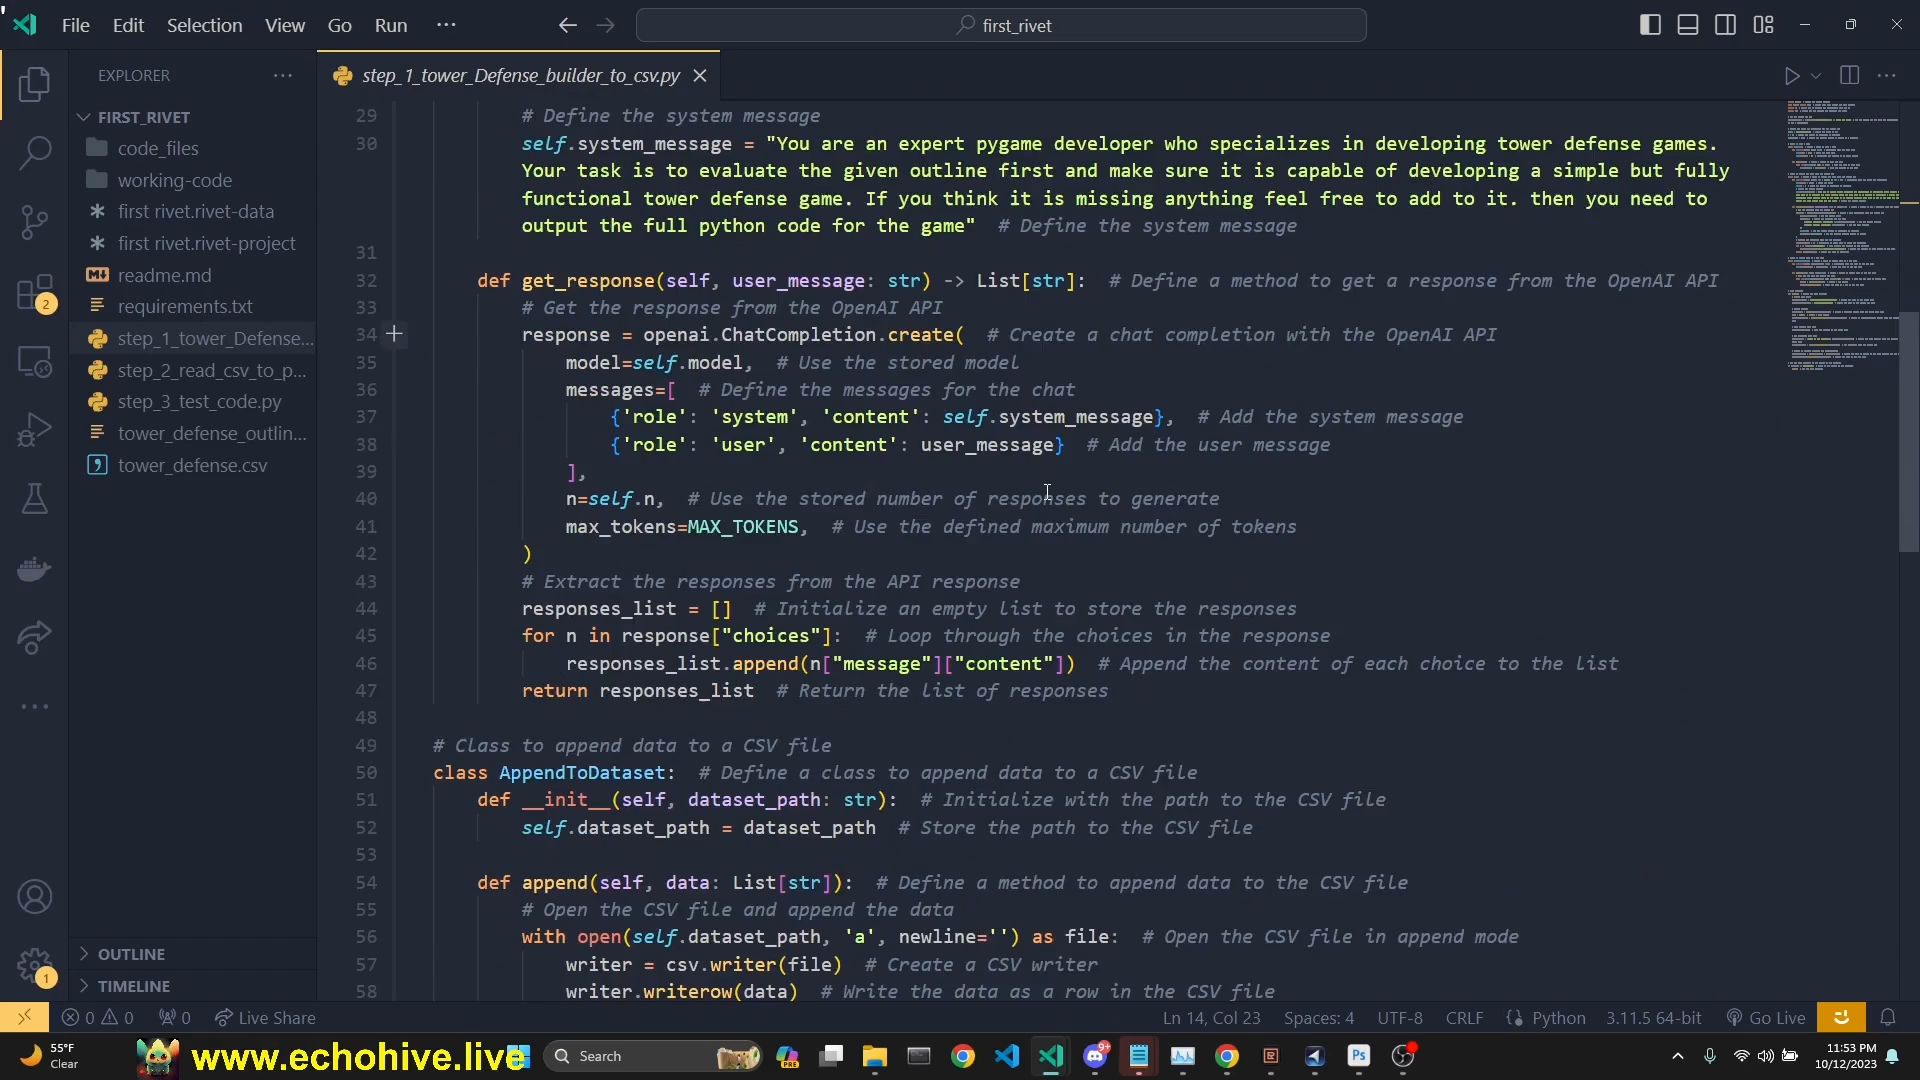 File Edit Selection View Go Run ··· first_rivet
EXPLORER ···
FIRST_RIVET
code_files
working-code
first rivet.rivet-data
first rivet.rivet-project
readme.md
requirements.txt
step_1_tower_Defense...
step_2_read_csv_to_p...
step_3_test_code.py
tower_defense_outlin...
tower_defense.csv
OUTLINE
TIMELINE
2
1
step_1_tower_Defense_builder_to_csv.py
29 # Define the system message
30 self.system_message = "You are an expert pygame developer who specializes in developing tower defense games.
Your task is to evaluate the given outline first and make sure it is capable of developing a simple but fully
functional tower defense game. If you think it is missing anything feel free to add to it. then you need to
output the full python code for the game"  # Define the system message
31
32 def get_response(self, user_message: str) -> List[str]:  # Define a method to get a response from the OpenAI API
33 # Get the response from the OpenAI API
34 response = openai.ChatCompletion.create(  # Create a chat completion with the OpenAI API
35 model=self.model,  # Use the stored model
36 messages=[  # Define the messages for the chat
37 {'role': 'system', 'content': self.system_message},  # Add the system message
38 {'role': 'user', 'content': user_message}  # Add the user message
39 ],
40 n=self.n,  # Use the stored number of responses to generate
41 max_tokens=MAX_TOKENS,  # Use the defined maximum number of tokens
42 )
43 # Extract the responses from the API response
44 responses_list = []  # Initialize an empty list to store the responses
45 for n in response["choices"]:  # Loop through the choices in the response
46 responses_list.append(n["message"]["content"])  # Append the content of each choice to the list
47 return responses_list  # Return the list of responses
48
49 # Class to append data to a CSV file
50 class AppendToDataset:  # Define a class to append data to a CSV file
51 def __init__(self, dataset_path: str):  # Initialize with the path to the CSV file
52 self.dataset_path = dataset_path  # Store the path to the CSV file
53
54 def append(self, data: List[str]):  # Define a method to append data to the CSV file
55 # Open the CSV file and append the data
56 with open(self.dataset_path, 'a', newline='') as file:  # Open the CSV file in append mode
57 writer = csv.writer(file)  # Create a CSV writer
58 writer.writerow(data)  # Write the data as a row in the CSV file
0 0 0 Live Share Ln 14, Col 23 Spaces: 4 UTF-8 CRLF Python 3.11.5 64-bit Go Live
55°F
Clear
www.echohive.live
Search
PRE
9+
Ps
11:53 PM
10/12/2023